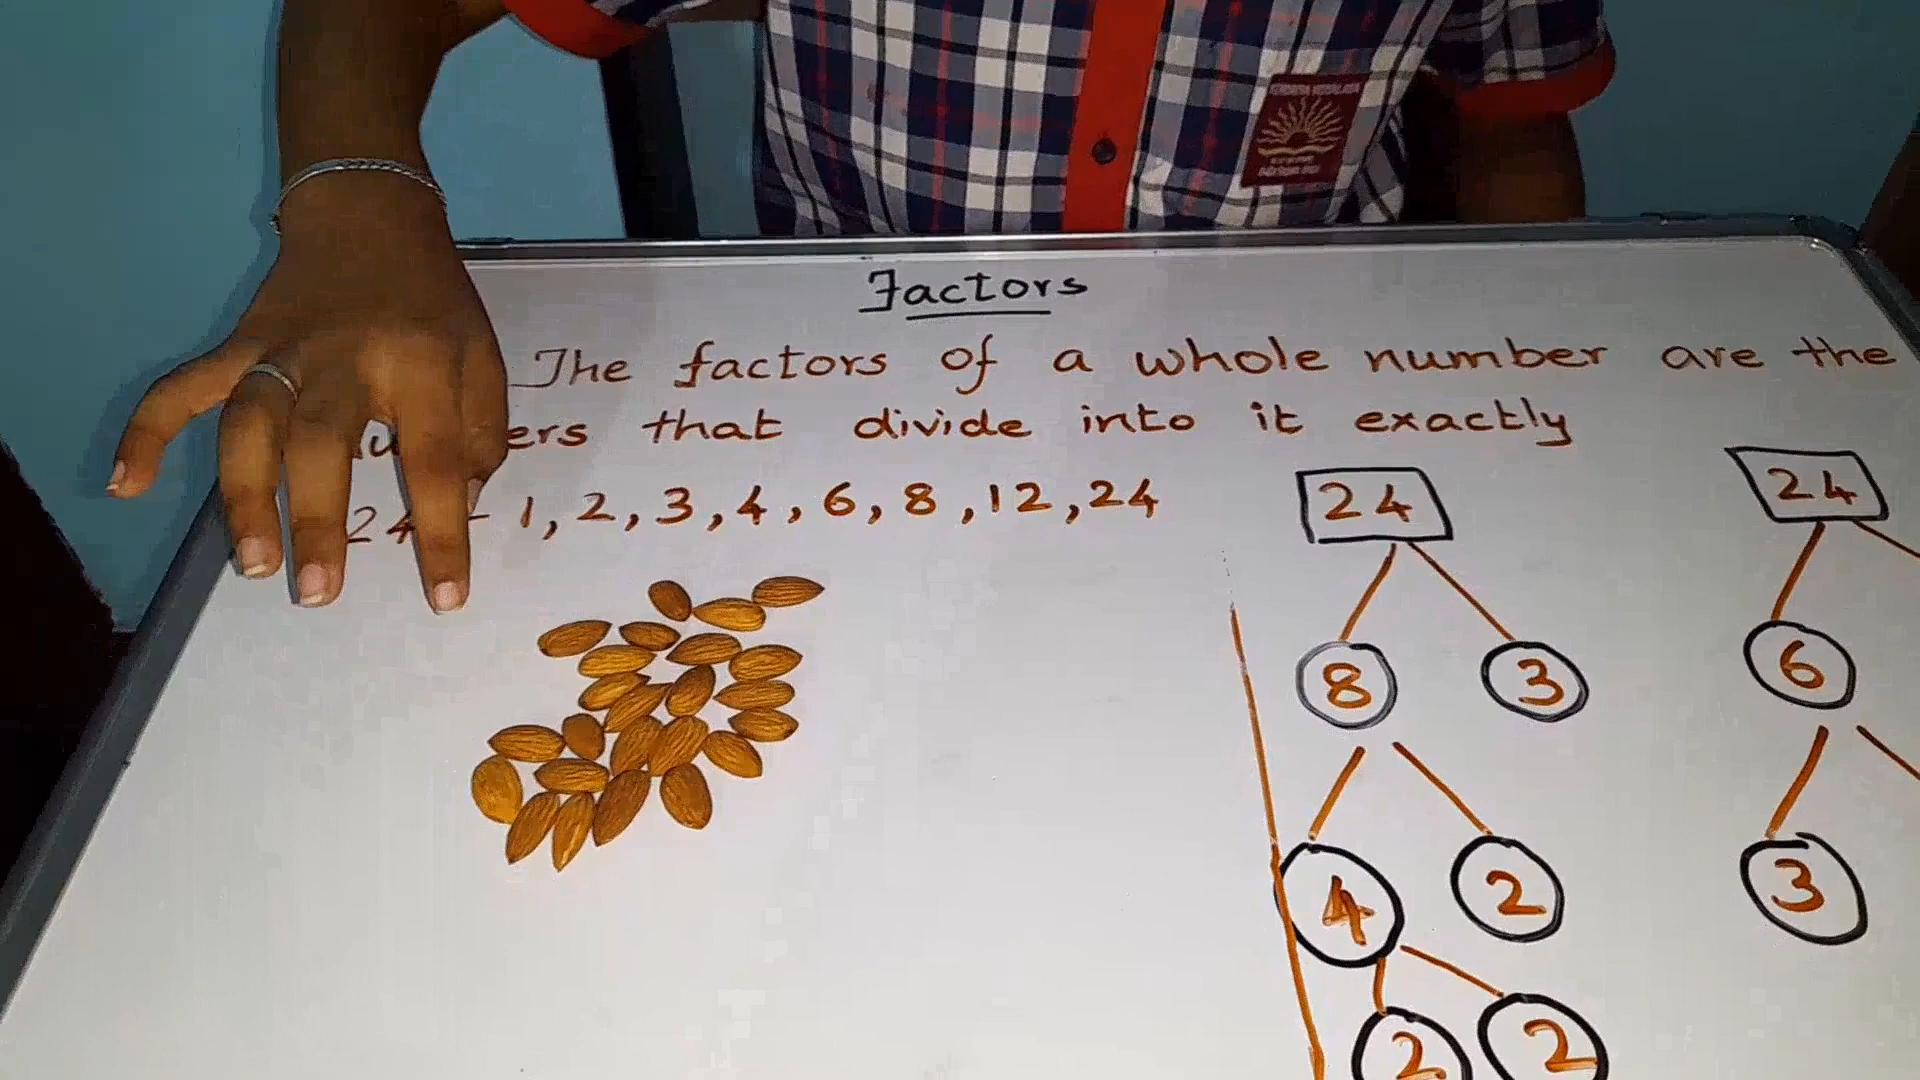 Factors
The factors of a whole number are the
ers that divide into it exactly
24 - 1, 2, 3, 4, 6, 8, 12, 24
24
24
8
3
6
4
2
3
2
2